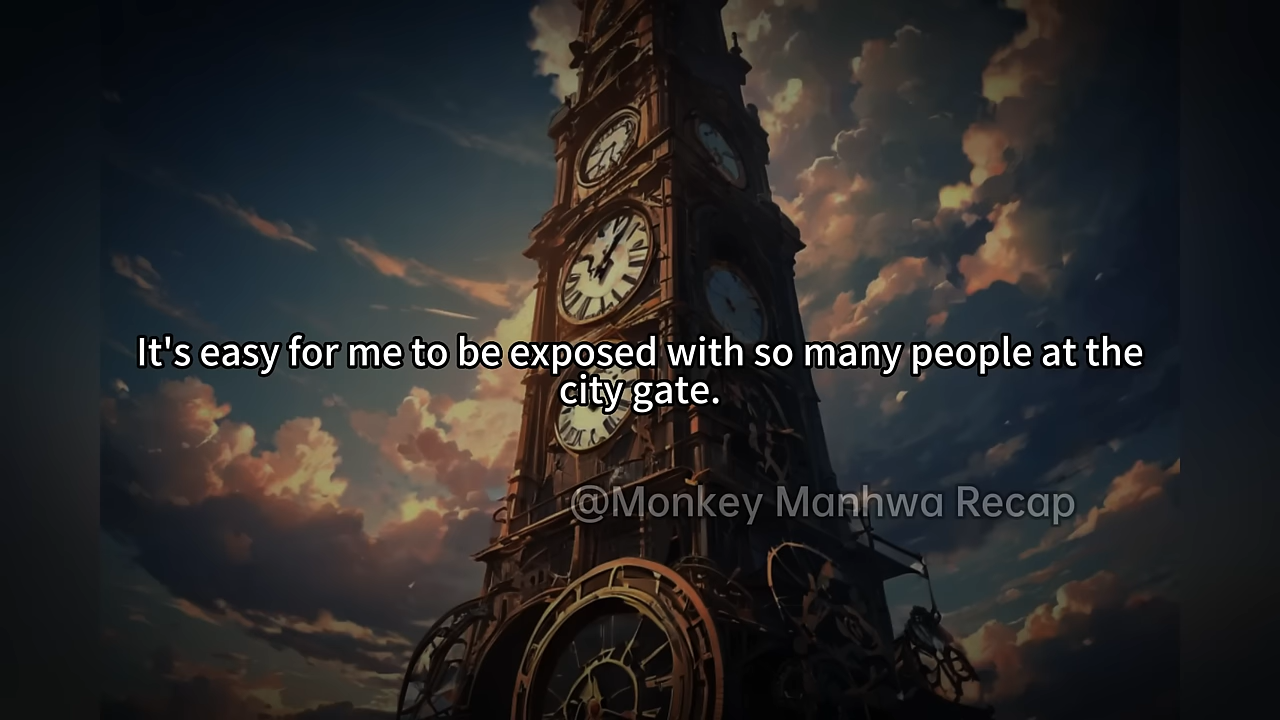 It's easy for me to be exposed with so many people at the
city gate.
@Monkey Manhwa Recap